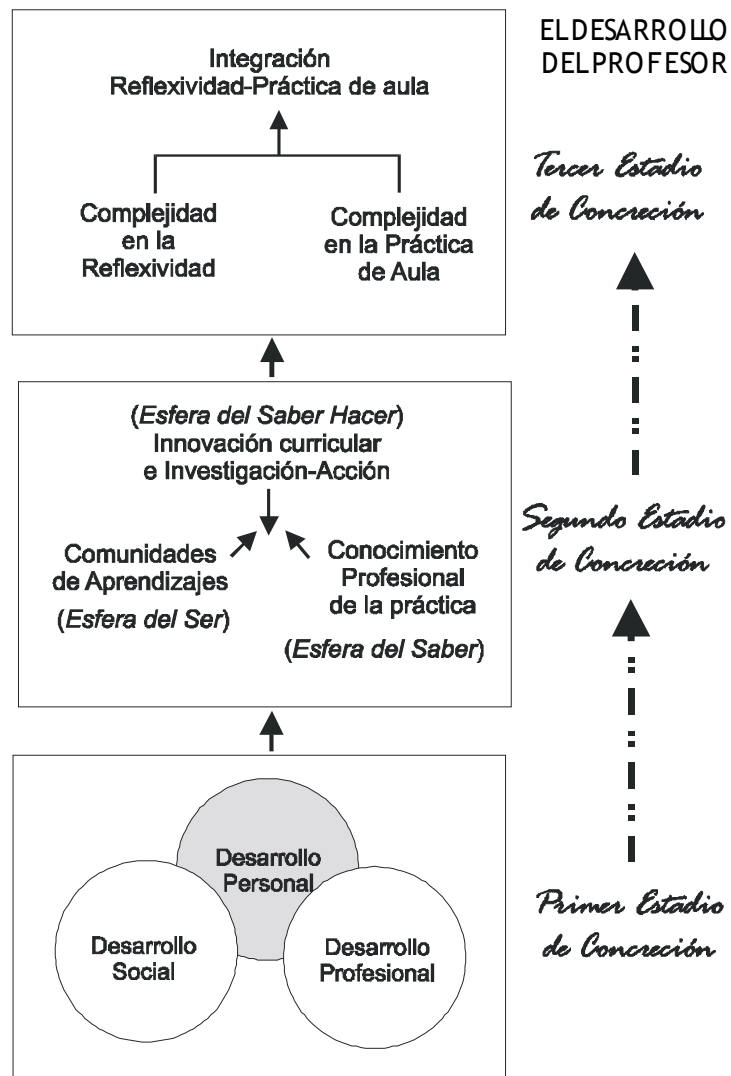 EL DESARROLLO
DEL PROFESOR
Integración
Reflexividad-Práctica de aula
Complejidad
en la
Reflexividad
Complejidad
en la Práctica
de Aula
Tercer Estadio
de Concreción
(Esfera del Saber Hacer)
Innovación curricular
e Investigación-Acción
Comunidades
de Aprendizajes
(Esfera del Ser)
Conocimiento
Profesional
de la práctica
(Esfera del Saber)
Segundo Estadio
de Concreción
Desarrollo
Personal
Desarrollo
Social
Desarrollo
Profesional
Primer Estadio
de Concreción